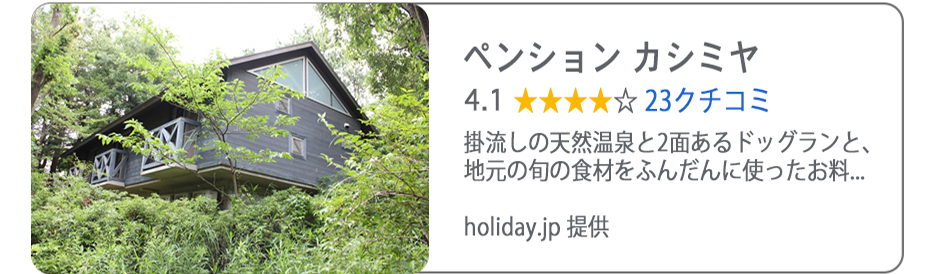 ペンション カシミヤ
4.1 ★★★★☆ 23クチコミ
掛流しの天然温泉と2面あるドッグランと、
地元の旬の食材をふんだんに使ったお料...
holiday.jp 提供